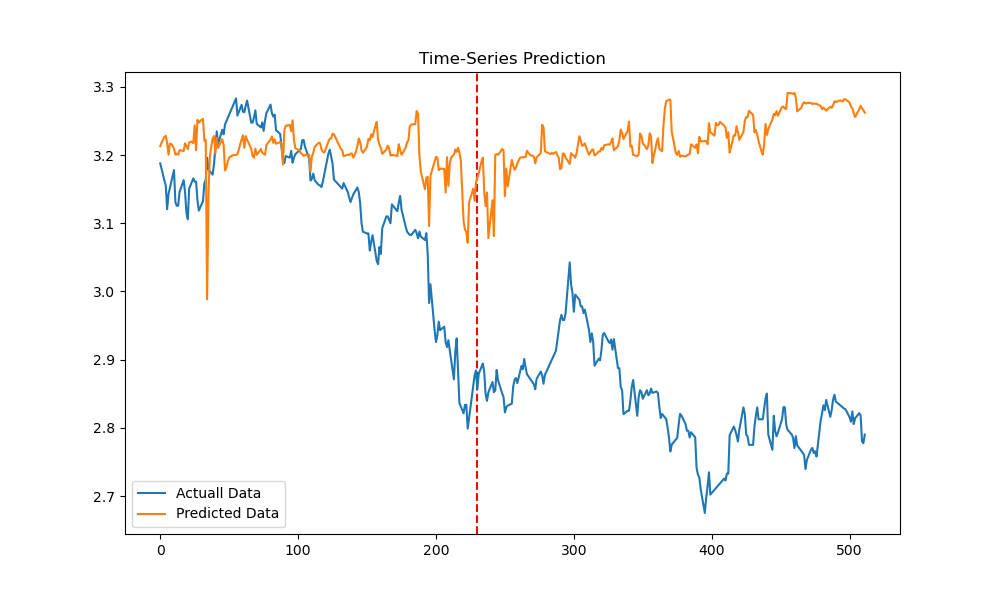 Time-Series Prediction
3.3
3.2
3.1
3.0
2.9
2.8
2.7
Actuall Data
Predicted Data
0 100 200 300 400 500